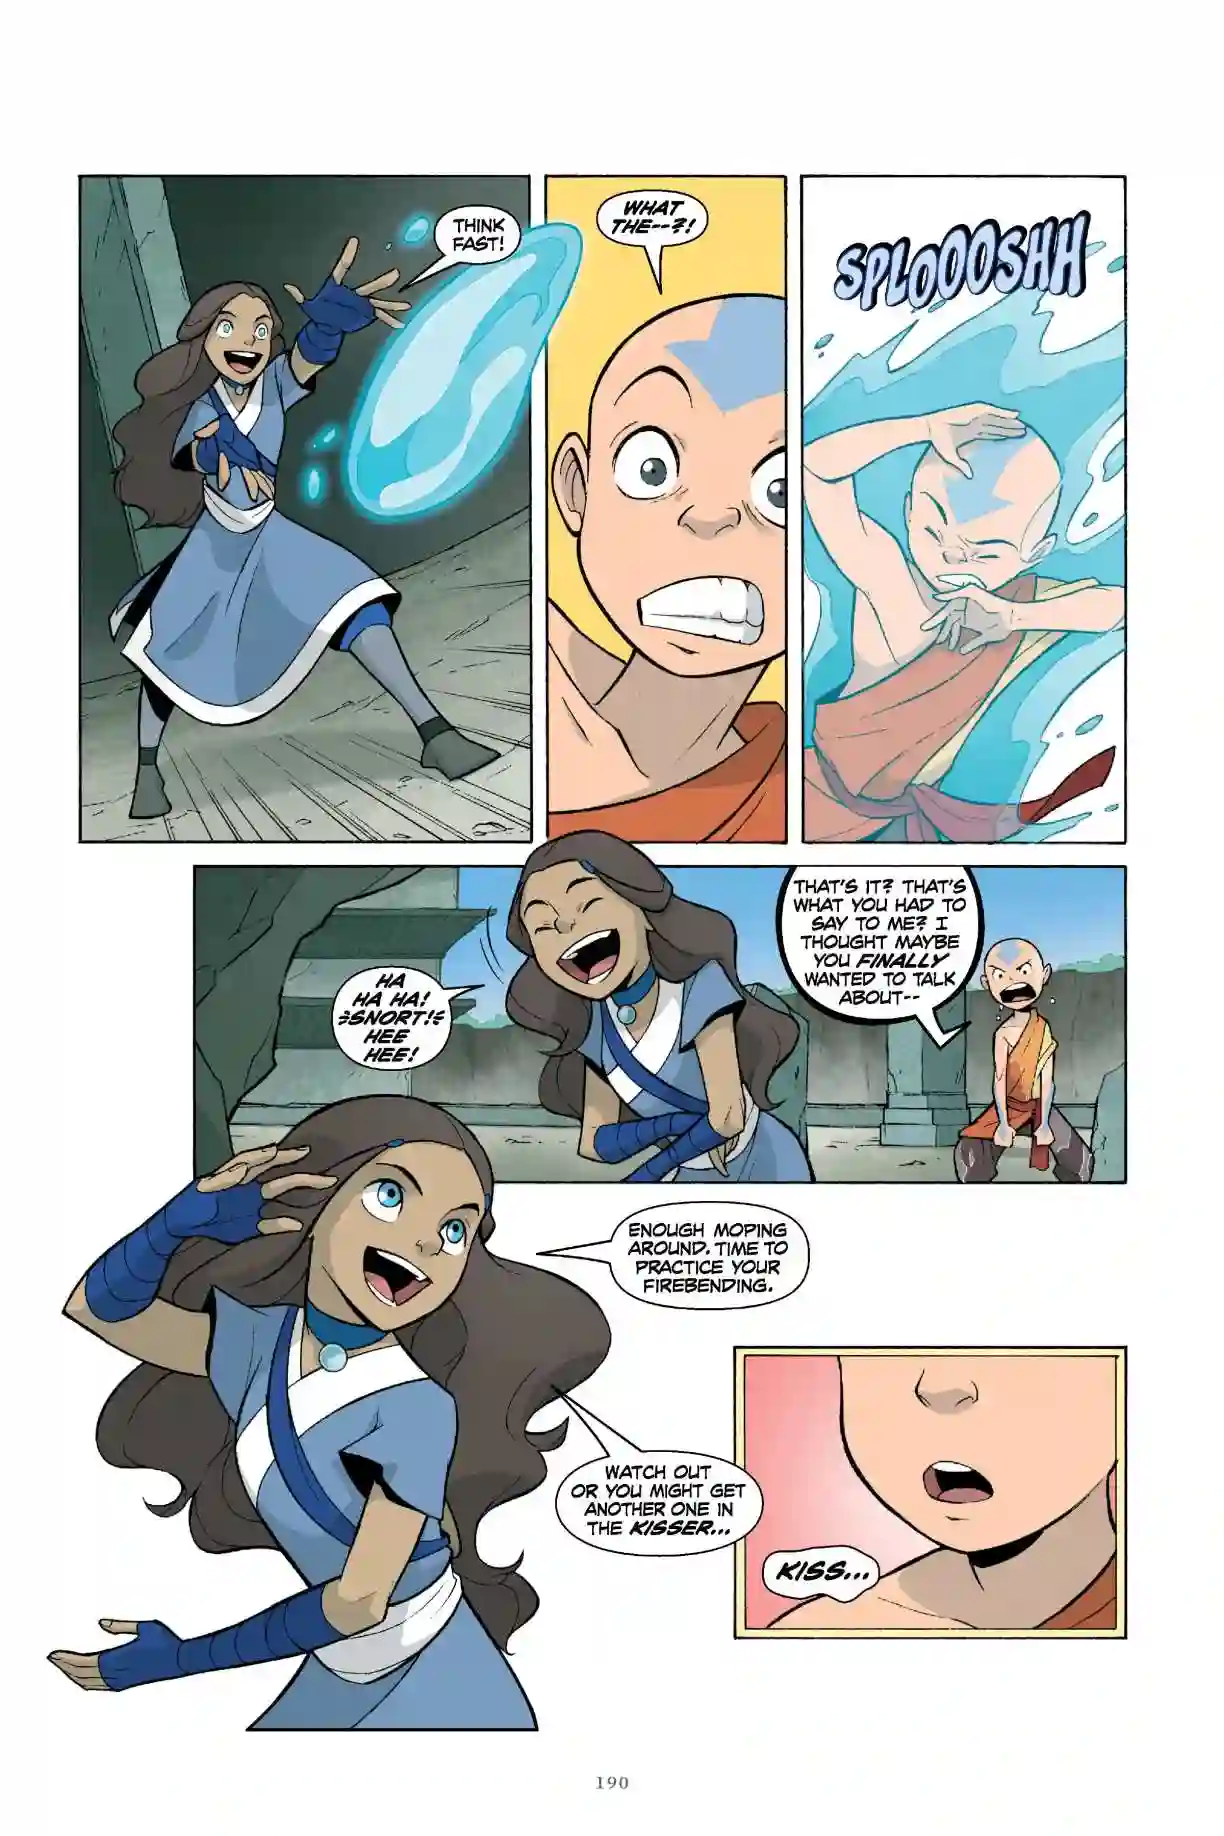 THINK
FAST!
WHAT
THE--?!
SPLOOOSHH
HA
HA HA!
SNORT!
HEE
HEE!
THAT'S IT? THAT'S
WHAT YOU HAD TO
SAY TO ME? I
THOUGHT MAYBE
YOU FINALLY
WANTED TO TALK
ABOUT--
ENOUGH MOPING
AROUND. TIME TO
PRACTICE YOUR
FIREBENDING.
WATCH OUT
OR YOU MIGHT GET
ANOTHER ONE IN
THE KISSER...
KISS...
190